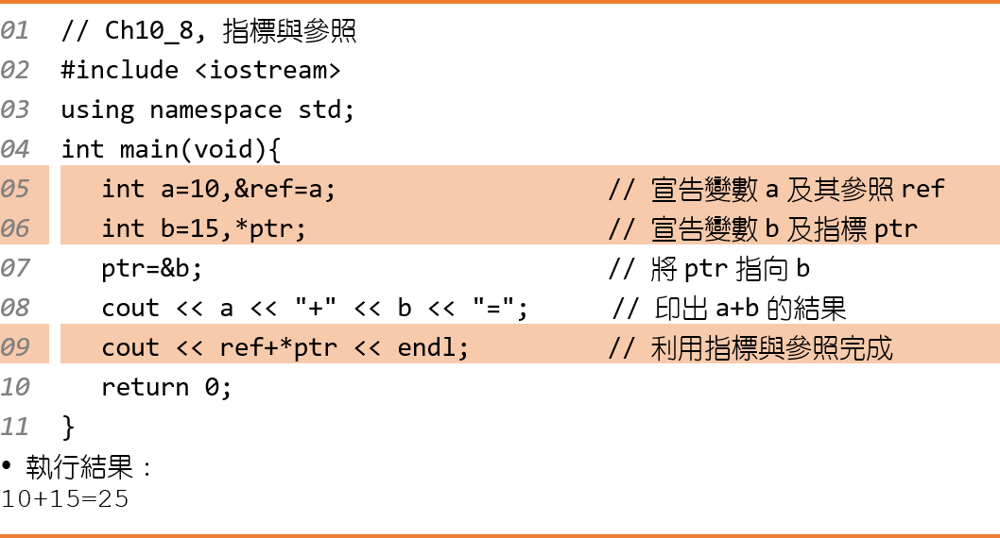 01 // Ch10_8, 指標與參照
02 #include <iostream>
03 using namespace std;
04 int main(void){
05 int a=10,&ref=a; // 宣告變數 a 及其參照 ref
06 int b=15,*ptr; // 宣告變數 b 及指標 ptr
07 ptr=&b; // 將 ptr 指向 b
08 cout << a << "+" << b << "="; // 印出 a+b 的結果
09 cout << ref+*ptr << endl; // 利用指標與參照完成
10 return 0;
11 }
• 執行結果：
10+15=25